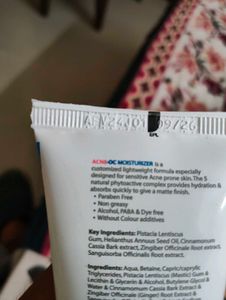 09/26
ACNE-OC MOISTURIZER is a
customized lightweight formula especially
designed for sensitive Acne prone skin. The 5
natural phytoactive complex provides hydration &
absorbs quickly to give a matte finish.
• Paraben Free
• Non greasy
• Alcohol, PABA & Dye free
• Without Colour additives
Key Ingredients: Pistacia Lentiscus
Gum, Helianthus Annuus Seed Oil, Cinnamomum
Cassia Bark extract, Zingiber Officinale Root extract,
Sanguisorba Officinalis Root extract.
Ingredients: Aqua, Betaine, Capric/caprylic
Triglycerides, Pistacia Lentiscus (Mastic) Gum &
Lecithin & Glycerin & Alcohol, Butylene Glycol &
Water & Cinnamomum Cassia Bark Extract &
Zingiber Officinale (Ginger) Root Extract &